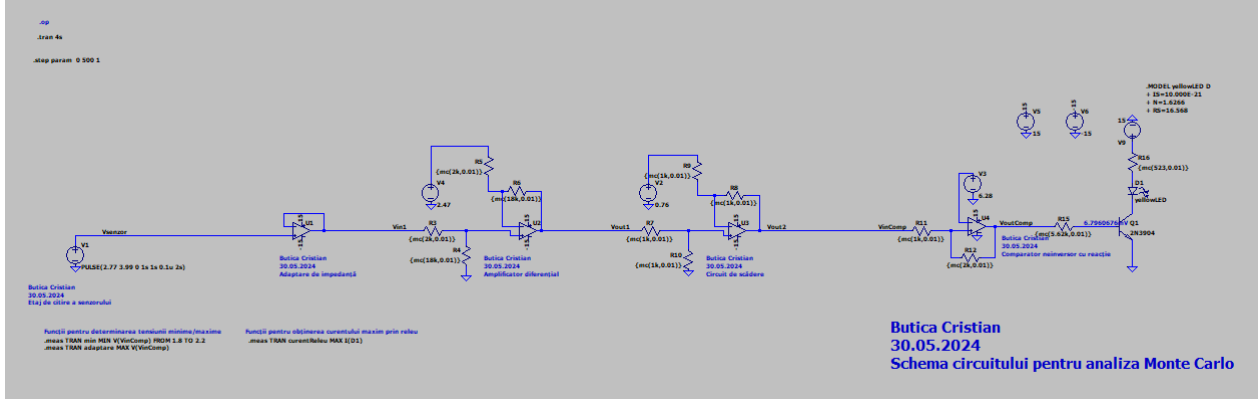 .op
.tran 4s
.step param 0 500 1
V1
PULSE(2.77 3.99 0 1s 1s 0.1u 2s)
Vsenzor
Butica Cristian
30.05.2024
Etaj de citire a senzorului
15
U1
-15
Butica Cristian
30.05.2024
Adaptare de impedanță
Vin1
V4
2.47
R5
{mc(2k,0.01)}
R6
{mc(18k,0.01)}
R3
{mc(2k,0.01)}
R4
{mc(18k,0.01)}
15
U2
-15
Butica Cristian
30.05.2024
Amplificator diferențial
Vout1
V2
0.76
R9
{mc(1k,0.01)}
R8
{mc(1k,0.01)}
R7
{mc(1k,0.01)}
R10
{mc(1k,0.01)}
15
U3
-15
Butica Cristian
30.05.2024
Circuit de scădere
Vout2
VinComp
R11
{mc(1k,0.01)}
R12
{mc(2k,0.01)}
V3
6.28
15
U4
VoutComp
Butica Cristian
30.05.2024
Comparator neinversor cu reacție
R15
{mc(5.62k,0.01)}
Q1
2N3904
15
V5
15
-15
V6
-15
.MODEL yellowLED D
+ IS=10.000E-21
+ N=1.6266
+ RS=16.568
15
V9
R16
{mc(523,0.01)}
D1
yellowLED
Funcții pentru determinarea tensiunii minime/maxime
.meas TRAN min MIN V(VinComp) FROM 1.8 TO 2.2
.meas TRAN adaptare MAX V(VinComp)
Funcții pentru obținerea curentului maxim prin releu
.meas TRAN curentReleu MAX I(D1)
Butica Cristian
30.05.2024
Schema circuitului pentru analiza Monte Carlo